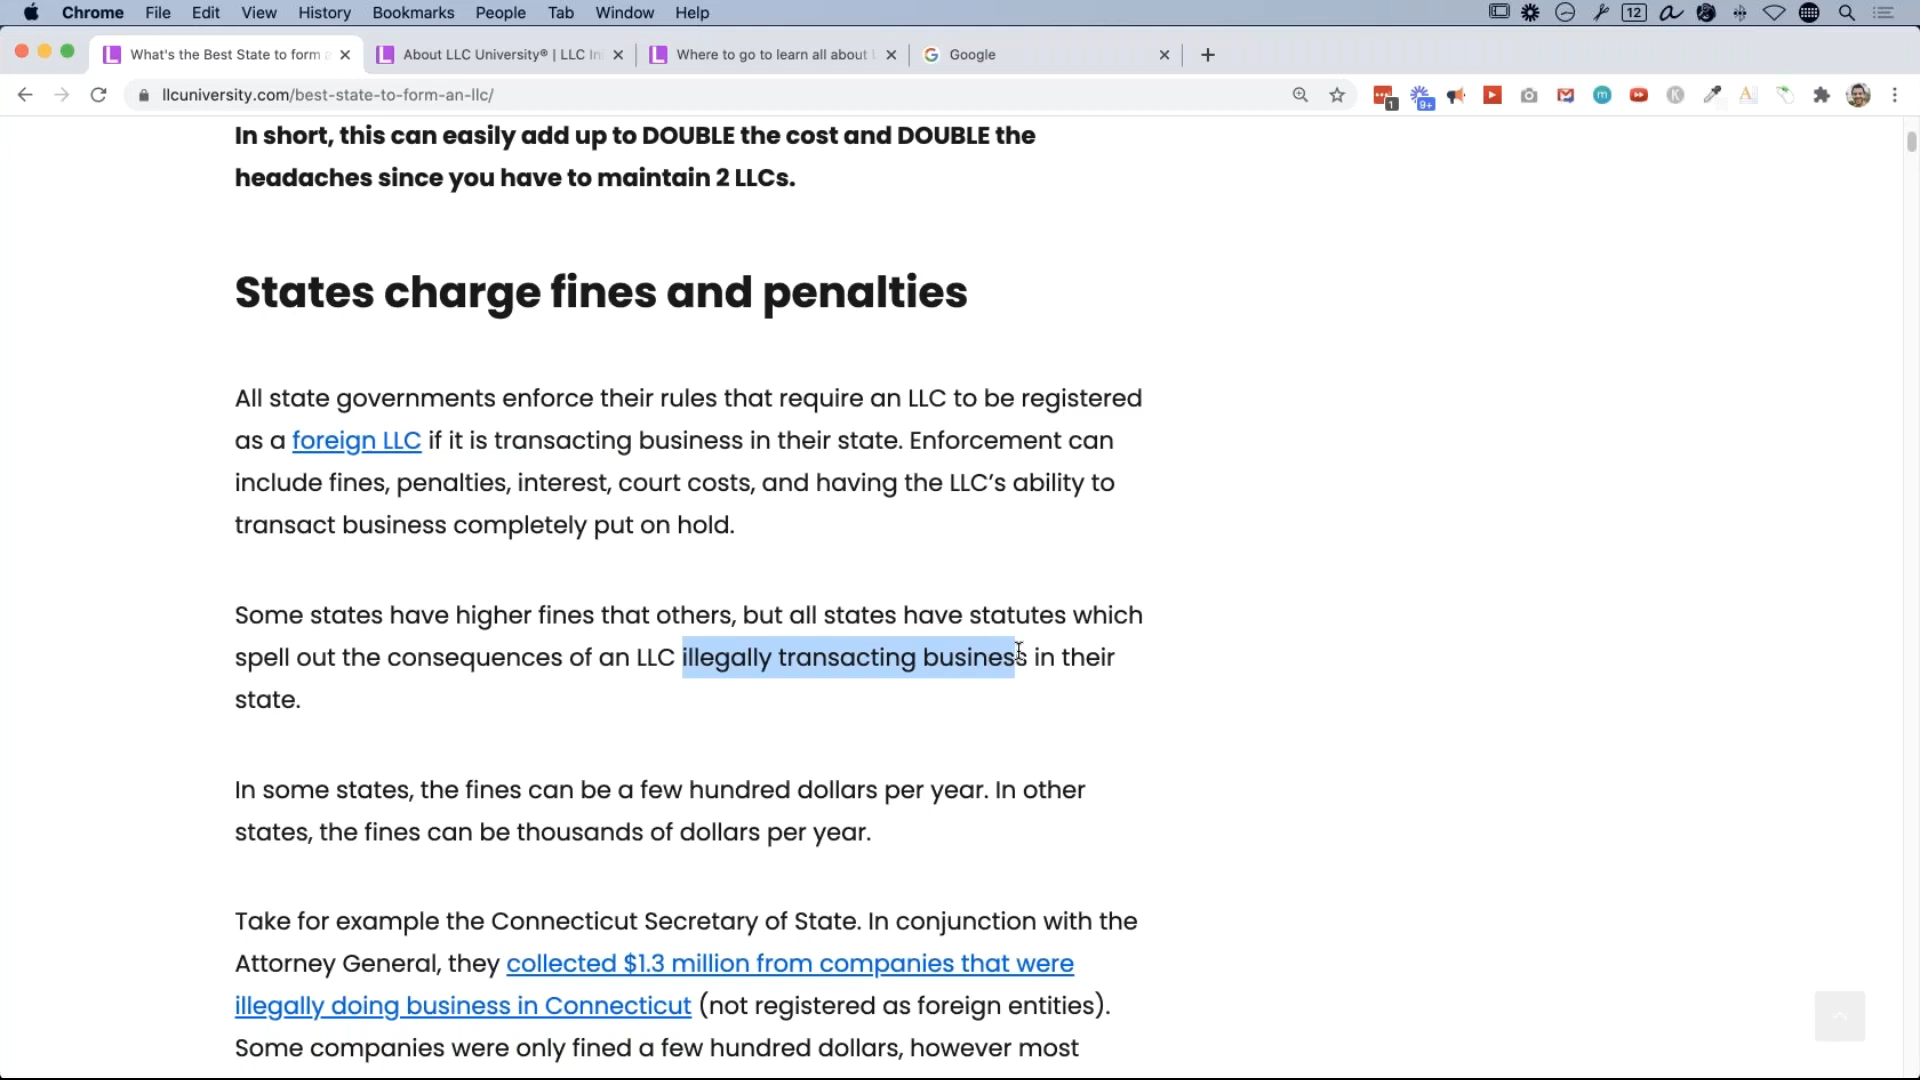 Chrome File Edit View History Bookmarks People Tab Window Help
12
What's the Best State to form
About LLC University® | LLC In
Where to go to learn all about
Google
llcuniversity.com/best-state-to-form-an-llc/
1
9+
In short, this can easily add up to DOUBLE the cost and DOUBLE the
headaches since you have to maintain 2 LLCs.
States charge fines and penalties
All state governments enforce their rules that require an LLC to be registered
as a foreign LLC if it is transacting business in their state. Enforcement can
include fines, penalties, interest, court costs, and having the LLC’s ability to
transact business completely put on hold.
Some states have higher fines that others, but all states have statutes which
spell out the consequences of an LLC illegally transacting business in their
state.
In some states, the fines can be a few hundred dollars per year. In other
states, the fines can be thousands of dollars per year.
Take for example the Connecticut Secretary of State. In conjunction with the
Attorney General, they collected $1.3 million from companies that were
illegally doing business in Connecticut (not registered as foreign entities).
Some companies were only fined a few hundred dollars, however most